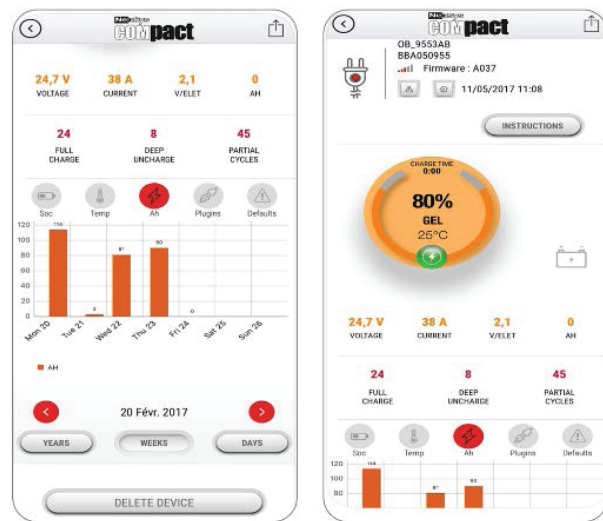 COMpact
24,7 V 38 A 2,1 0
VOLTAGE CURRENT V/ELET AH
24 8 45
FULL CHARGE DEEP UNCHARGE PARTIAL CYCLES
Soc Temp Ah Plugins Defaults
120
100
80
60
40
20
0
114 3 81 90 0
Mon 20 Tue 21 Wed 22 Thu 23 Fri 24 Sat 25 Sun 26
AH
20 Févr. 2017
YEARS WEEKS DAYS
DELETE DEVICE
COMpact
OB_9553AB
BBA050955
Firmware : A037
11/05/2017 11:08
INSTRUCTIONS
CHARGE TIME
0:00
80%
GEL
25°C
24,7 V 38 A 2,1 0
VOLTAGE CURRENT V/ELET AH
24 8 45
FULL CHARGE DEEP UNCHARGE PARTIAL CYCLES
Soc Temp Ah Plugins Defaults
120
100
80
114 81 90